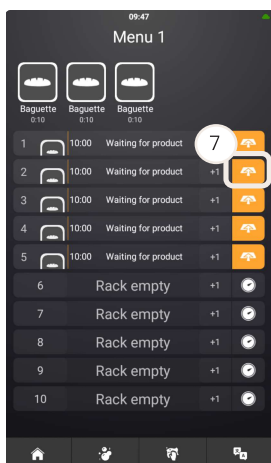 09:47
Menu 1
Baguette Baguette Baguette
0:10 0:10 0:10
1 10:00 Waiting for product 7
2 10:00 Waiting for product +1
3 10:00 Waiting for product +1
4 10:00 Waiting for product +1
5 10:00 Waiting for product +1
6 Rack empty +1
7 Rack empty +1
8 Rack empty +1
9 Rack empty +1
10 Rack empty +1